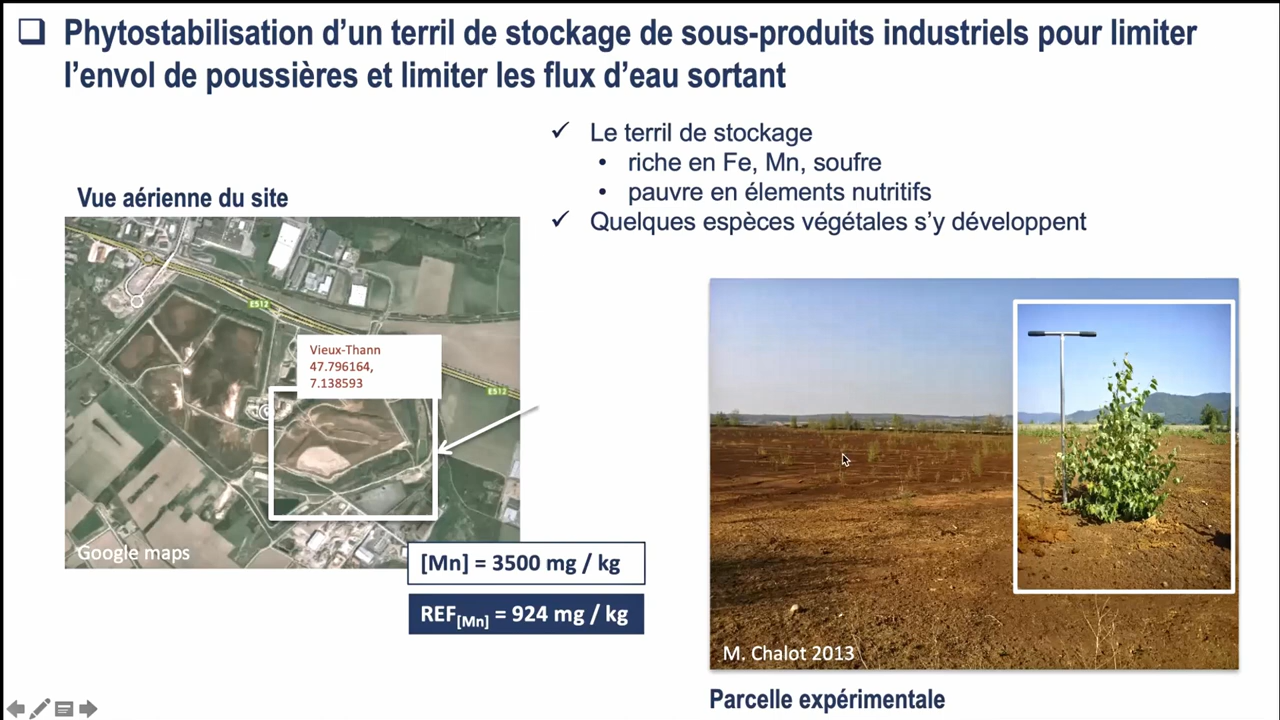 Phytostabilisation d’un terril de stockage de sous-produits industriels pour limiter
l’envol de poussières et limiter les flux d’eau sortant
Le terril de stockage
• riche en Fe, Mn, soufre
• pauvre en élements nutritifs
Quelques espèces végétales s’y développent
Vue aérienne du site
E512
Vieux-Thann
47.796164,
7.138593
E512
Google maps
[Mn] = 3500 mg / kg
REF[Mn] = 924 mg / kg
M. Chalot 2013
Parcelle expérimentale